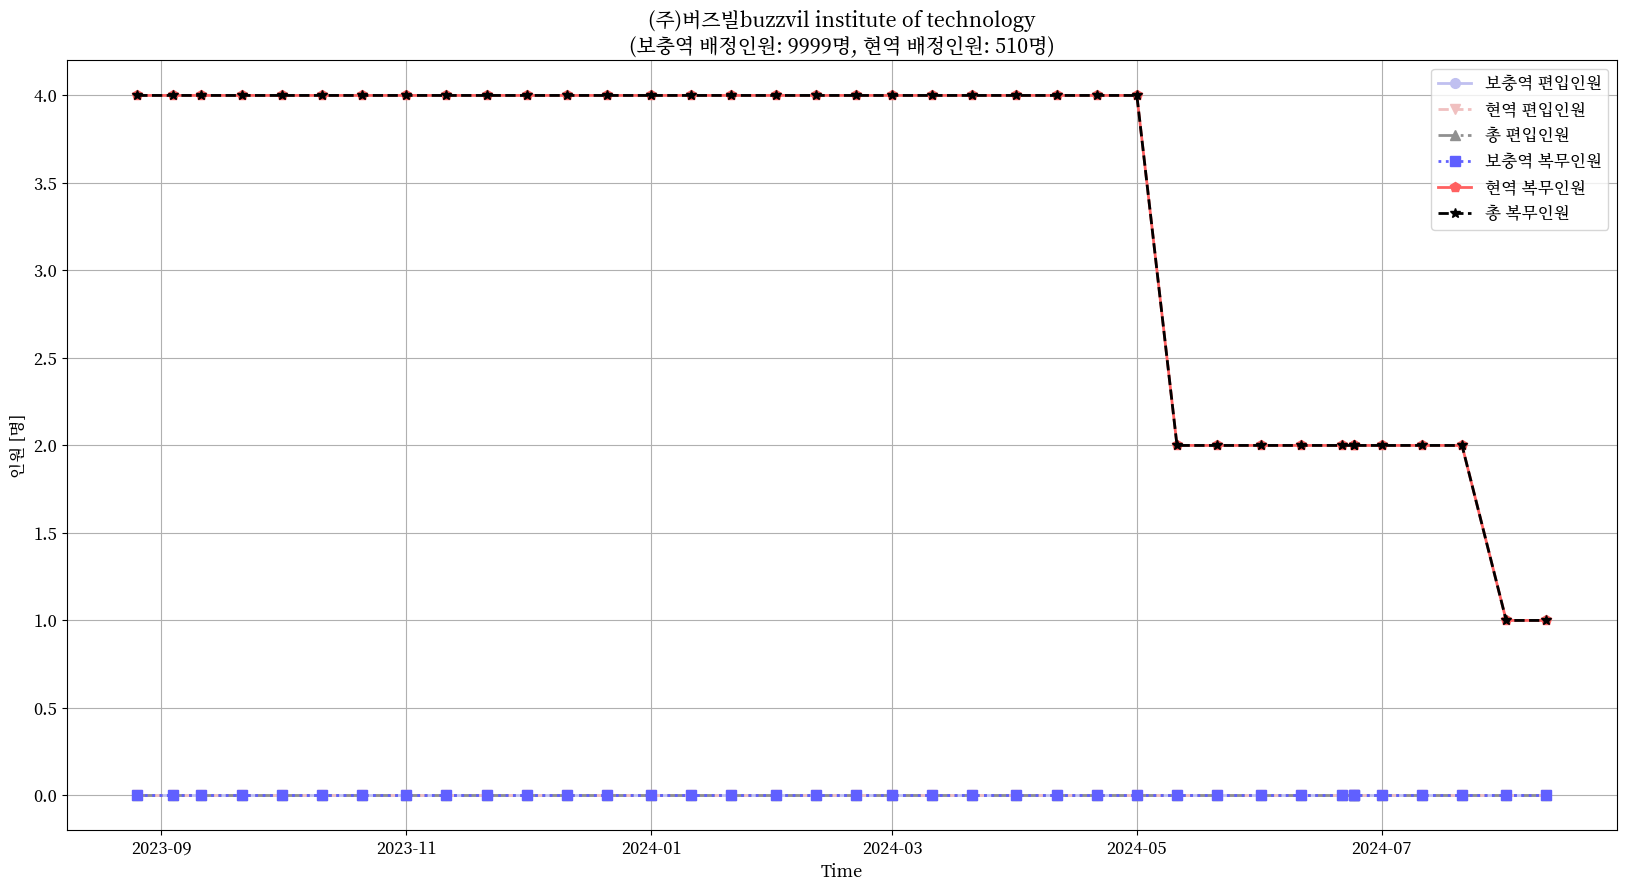 (주)버즈빌buzzvil institute of technology
(보충역 배정인원: 9999명, 현역 배정인원: 510명)
보충역 편입인원
현역 편입인원
총 편입인원
보충역 복무인원
현역 복무인원
총 복무인원
인원 [명]
4.0
3.5
3.0
2.5
2.0
1.5
1.0
0.5
0.0
2023-09
2023-11
2024-01
2024-03
2024-05
2024-07
Time